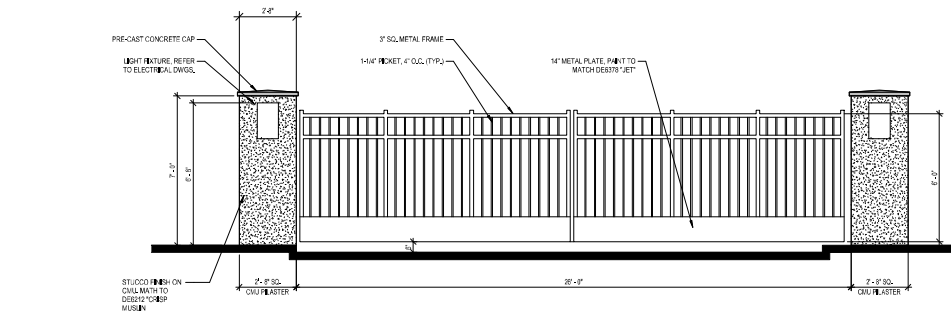 2'-8"
PRE-CAST CONCRETE CAP
LIGHT FIXTURE, REFER
TO ELECTRICAL DWGS.
3" SQ. METAL FRAME
1-1/4" PICKET, 4" O.C. (TYP.)
14" METAL PLATE, PAINT TO
MATCH DE6378 "JET"
7'-0"
6'-8"
6'-0"
STUCCO FINISH ON
CMU. MATH TO
DE6212 "CRISP
MUSLIN
2'-8" SQ.
CMU PILASTER
26'-0"
2'-8" SQ.
CMU PILASTER